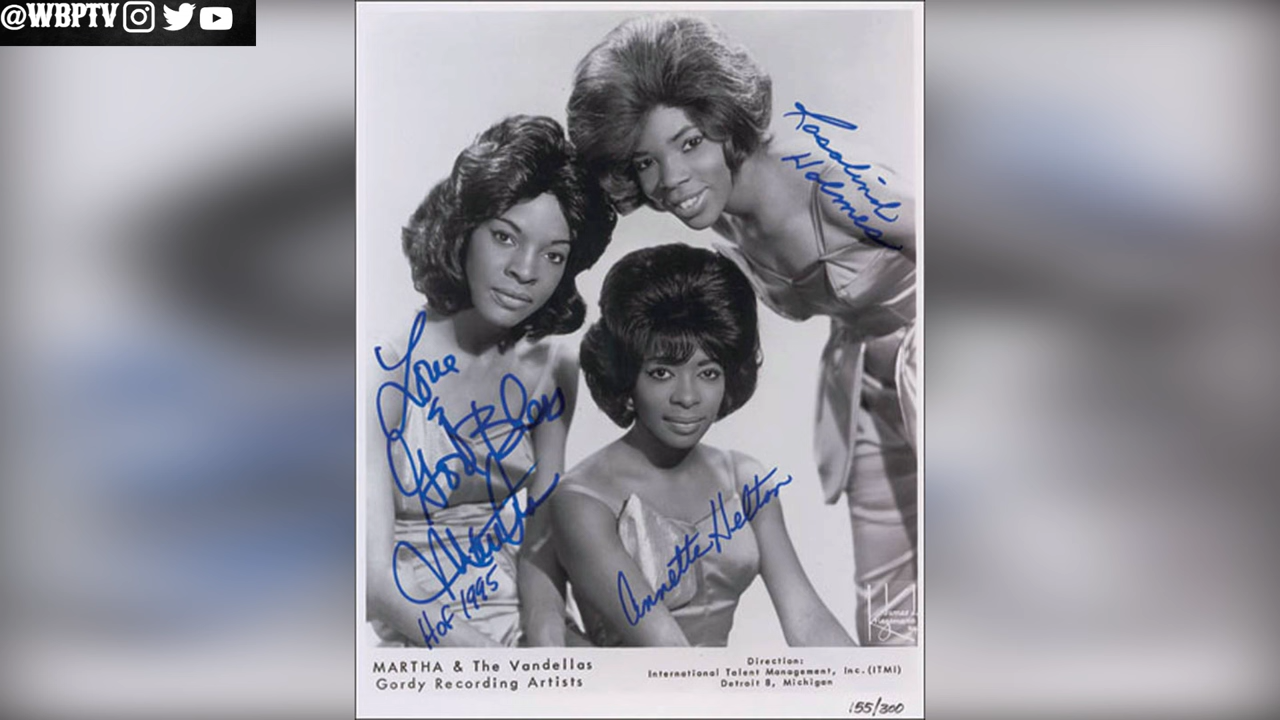 @WBPTV
Rosalind
Holmes
Love
&
God Bless
Martha
HOF 1995
Annette Helton
MARTHA & The Vandellas
Gordy Recording Artists
Direction:
International Talent Management, Inc. (ITMI)
Detroit 8, Michigan
155/300